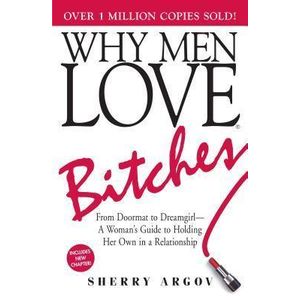 OVER 1 MILLION COPIES SOLD!
WHY MEN
LOVE
®
Bitches
From Doormat to Dreamgirl—
A Woman's Guide to Holding
Her Own in a Relationship
INCLUDES
NEW
CHAPTER!
SHERRY ARGOV